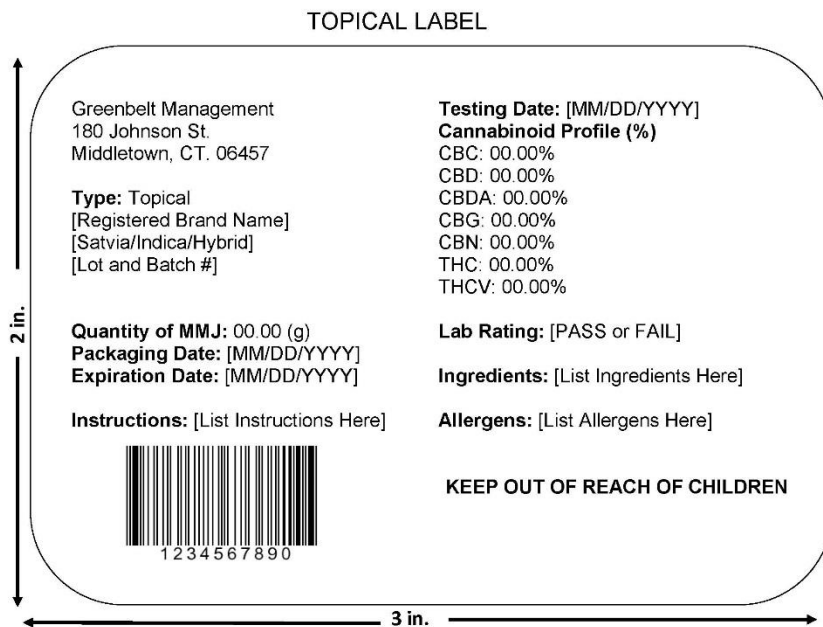 TOPICAL LABEL
Greenbelt Management
180 Johnson St.
Middletown, CT. 06457
Type: Topical
[Registered Brand Name]
[Satvia/Indica/Hybrid]
[Lot and Batch #]
Quantity of MMJ: 00.00 (g)
Packaging Date: [MM/DD/YYYY]
Expiration Date: [MM/DD/YYYY]
Instructions: [List Instructions Here]
1234567890
Testing Date: [MM/DD/YYYY]
Cannabinoid Profile (%)
CBC: 00.00%
CBD: 00.00%
CBDA: 00.00%
CBG: 00.00%
CBN: 00.00%
THC: 00.00%
THCV: 00.00%
Lab Rating: [PASS or FAIL]
Ingredients: [List Ingredients Here]
Allergens: [List Allergens Here]
KEEP OUT OF REACH OF CHILDREN
2 in.
3 in.